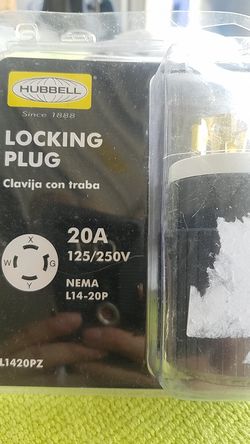 HUBBELL
Since 1888
LOCKING
PLUG
Clavija con traba
X
W
G
Y
20A
125/250V
NEMA
L14-20P
L1420PZ